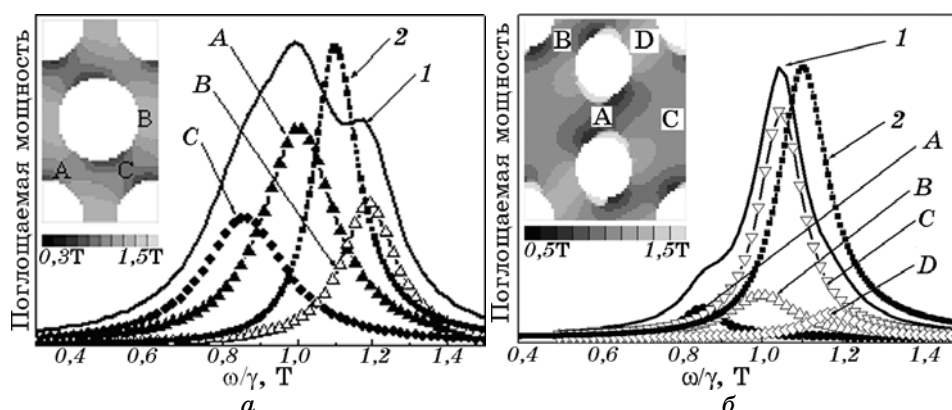 Поглощаемая мощность
B
A
C
0,3T
1,5T
A
B
C
2
1
0,4
0,6
0,8
1,0
1,2
1,4
ω/γ, T
а
Поглощаемая мощность
B
D
A
C
0,5T
1,5T
1
2
A
B
C
D
0,4
0,6
0,8
1,0
1,2
1,4
ω/γ, T
б